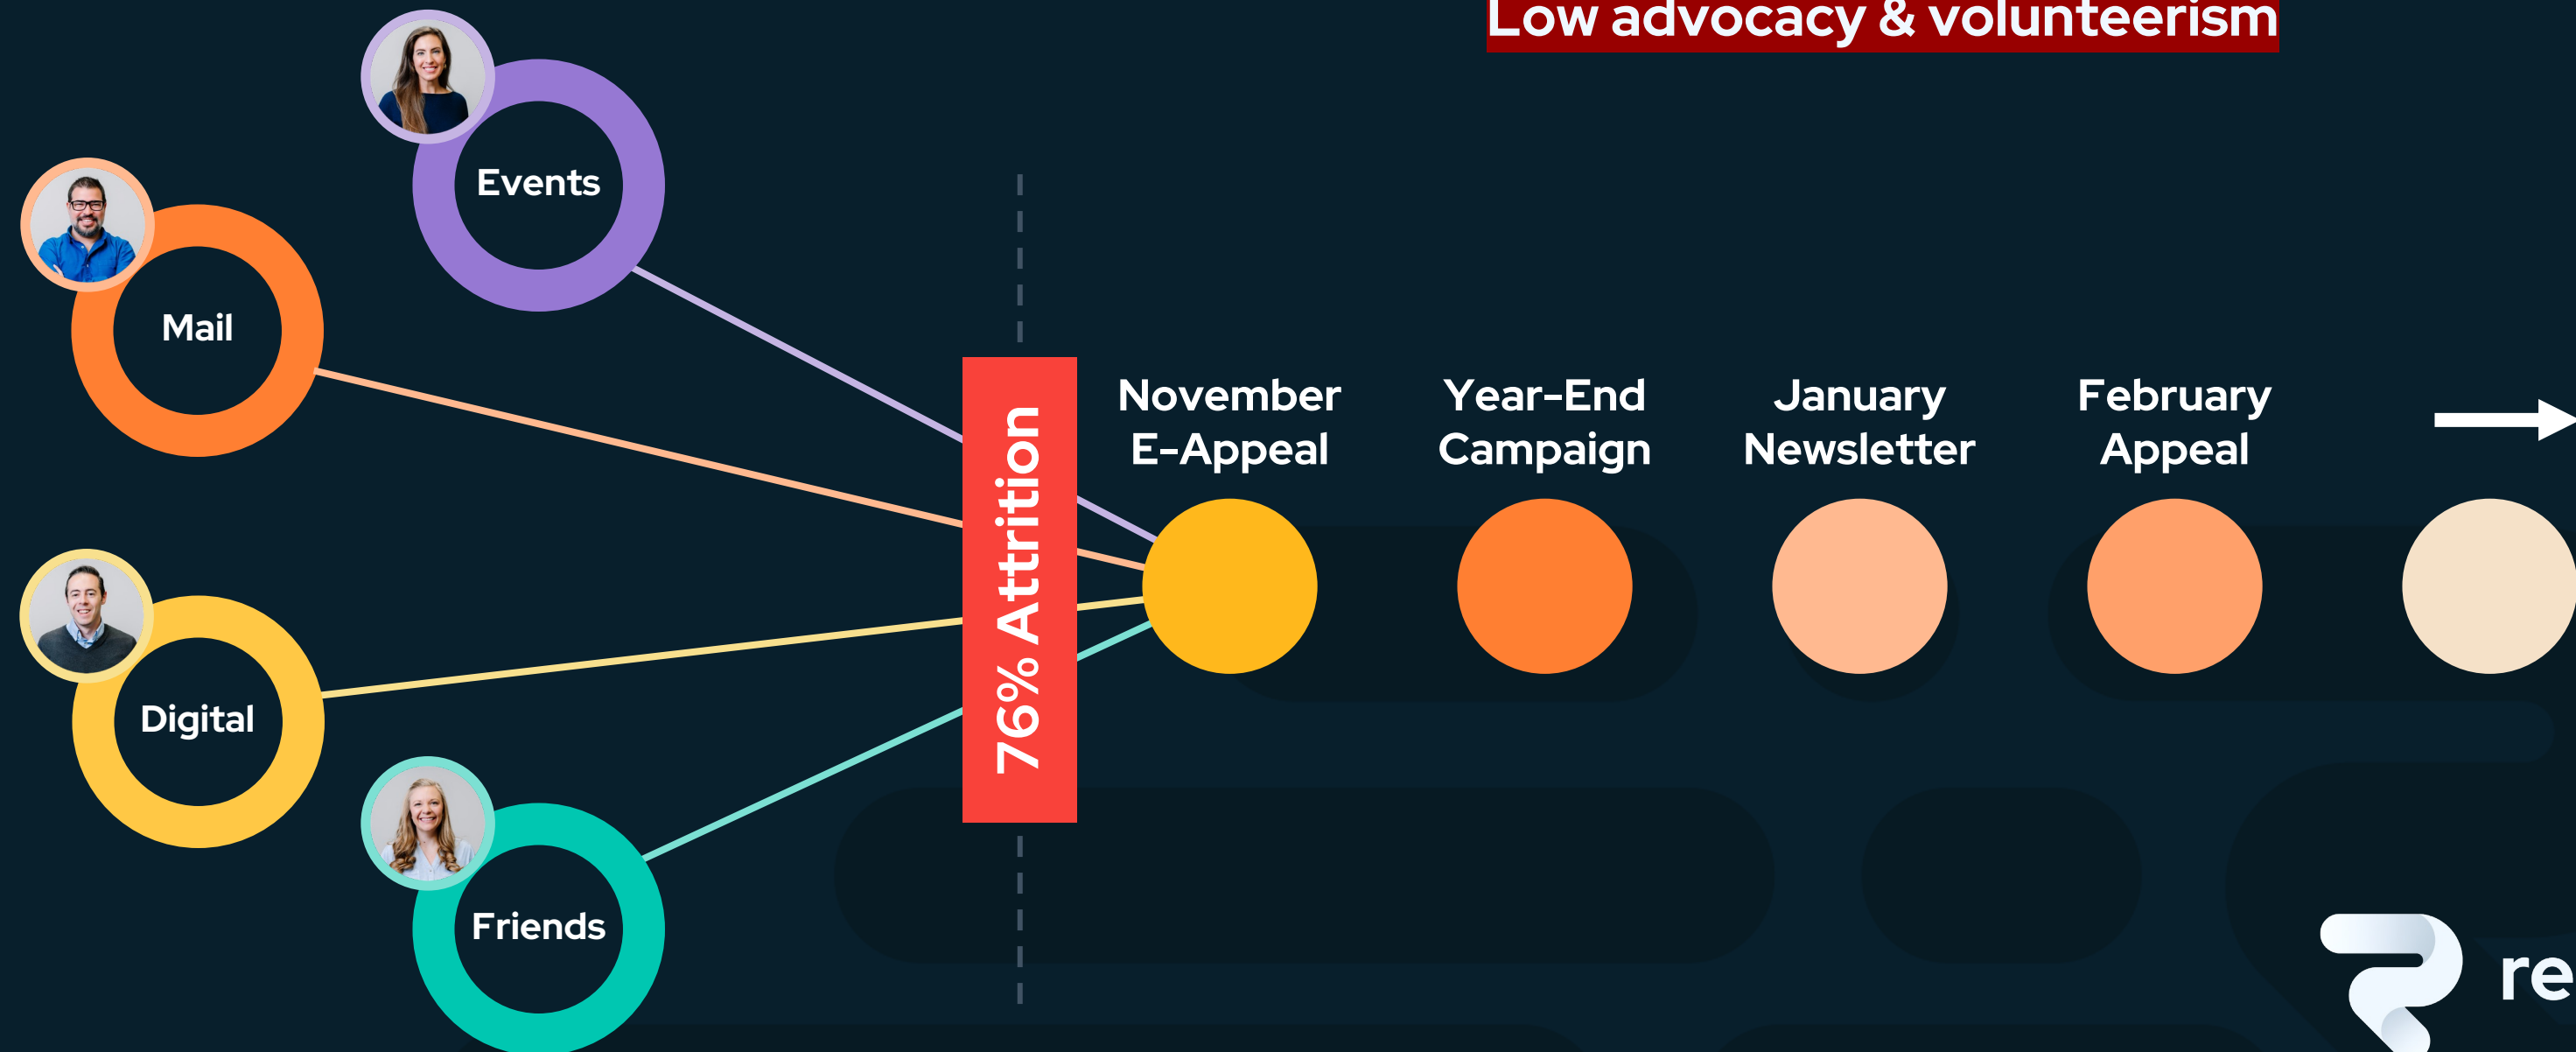 Low advocacy & volunteerism
Events
Mail
76% Attrition
November
E-Appeal
Year-End
Campaign
January
Newsletter
February
Appeal
Digital
Friends
re